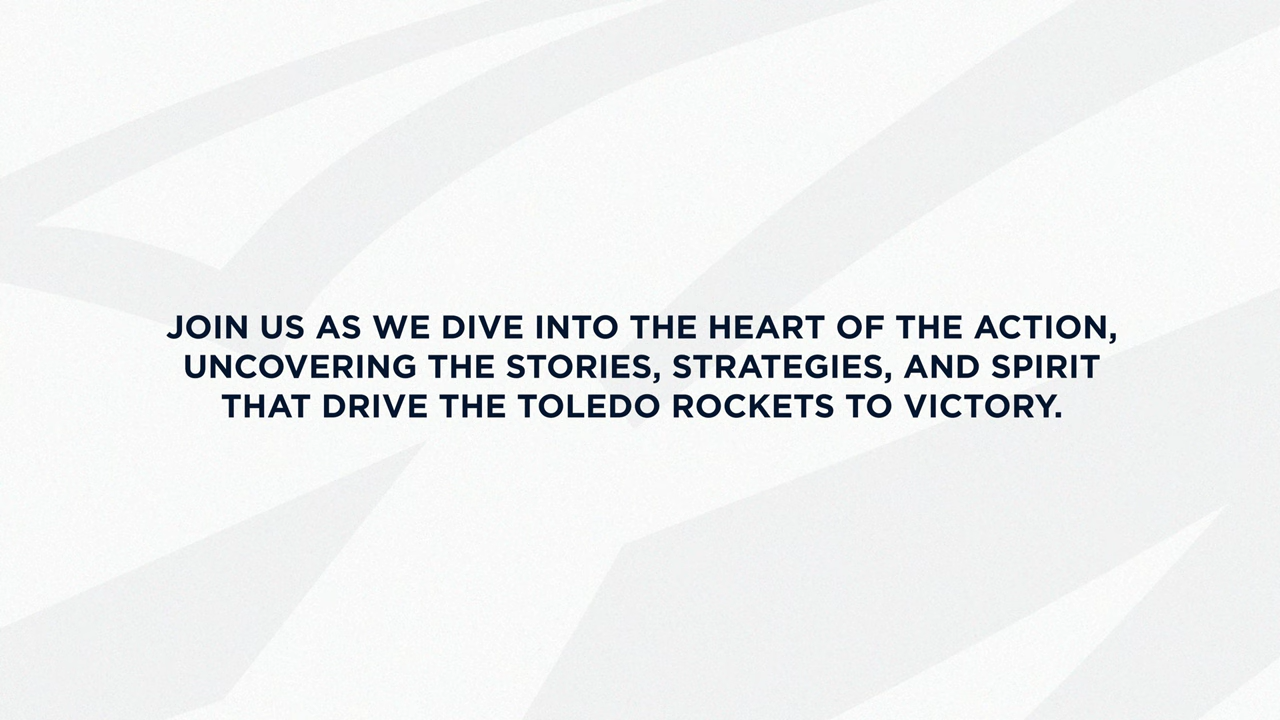 JOIN US AS WE DIVE INTO THE HEART OF THE ACTION,
UNCOVERING THE STORIES, STRATEGIES, AND SPIRIT
THAT DRIVE THE TOLEDO ROCKETS TO VICTORY.